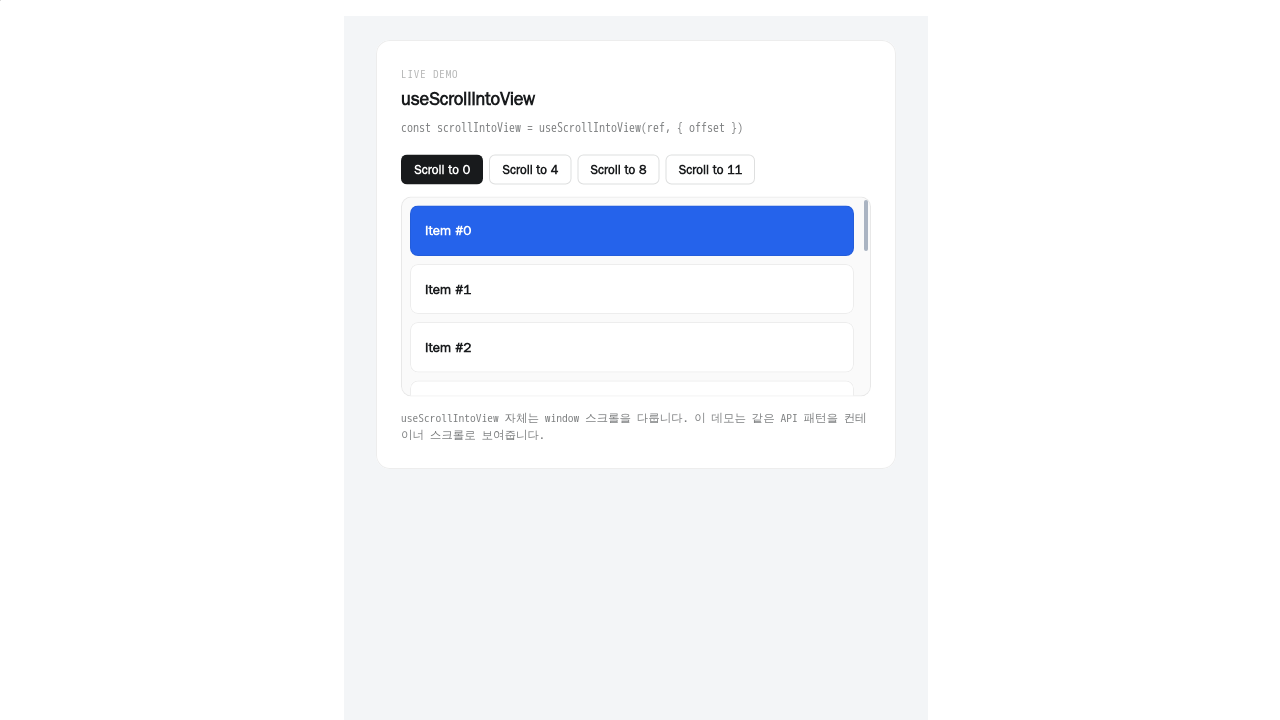 LIVE DEMO
useScrollIntoView
const scrollIntoView = useScrollIntoView(ref, { offset })
Scroll to 0
Scroll to 4
Scroll to 8
Scroll to 11
Item #0
Item #1
Item #2
useScrollIntoView 자체는 window 스크롤을 다룹니다. 이 데모는 같은 API 패턴을 컨테
이너 스크롤로 보여줍니다.